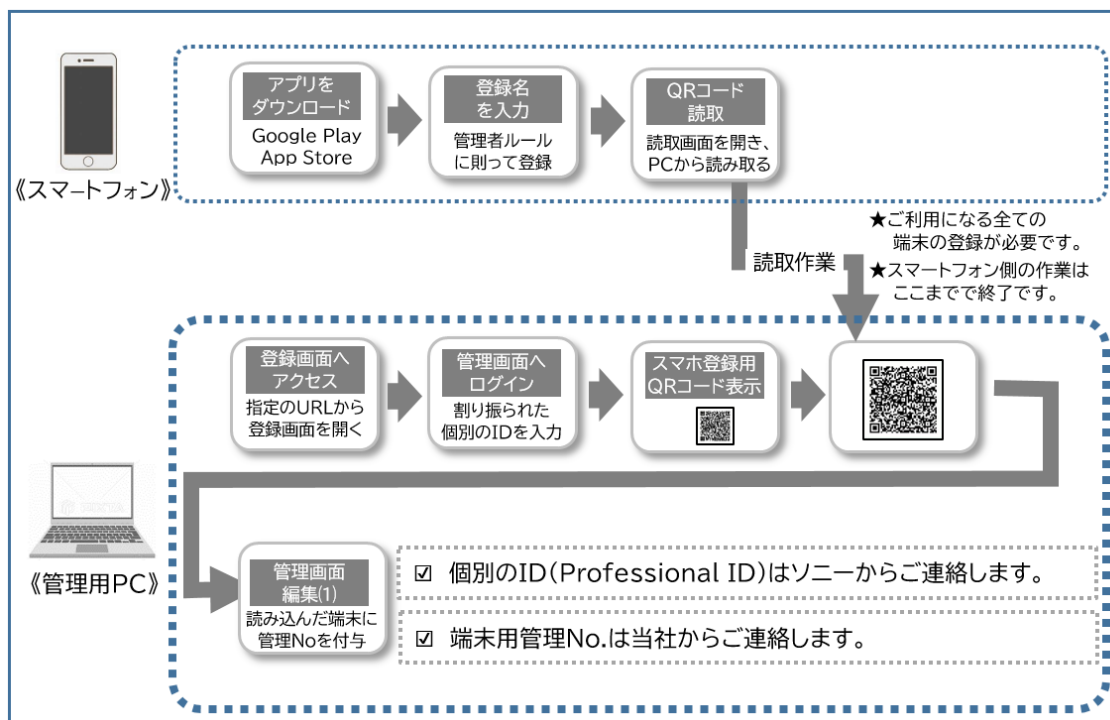 アプリを
ダウンロード
Google Play
App Store
登録名
を入力
管理者ルール
に則って登録
QRコード
読取
読取画面を開き、
PCから読み取る
《スマートフォン》
★ご利用になる全ての
端末の登録が必要です。
読取作業
★スマートフォン側の作業は
ここまでで終了です。
登録画面へ
アクセス
指定のURLから
登録画面を開く
管理画面へ
ログイン
割り振られた
個別のIDを入力
スマホ登録用
QRコード表示
《管理用PC》
管理画面
編集(1)
読み込んだ端末に
管理Noを付与
☑ 個別のID(Professional ID)はソニーからご連絡します。
☑ 端末用管理No.は当社からご連絡します。